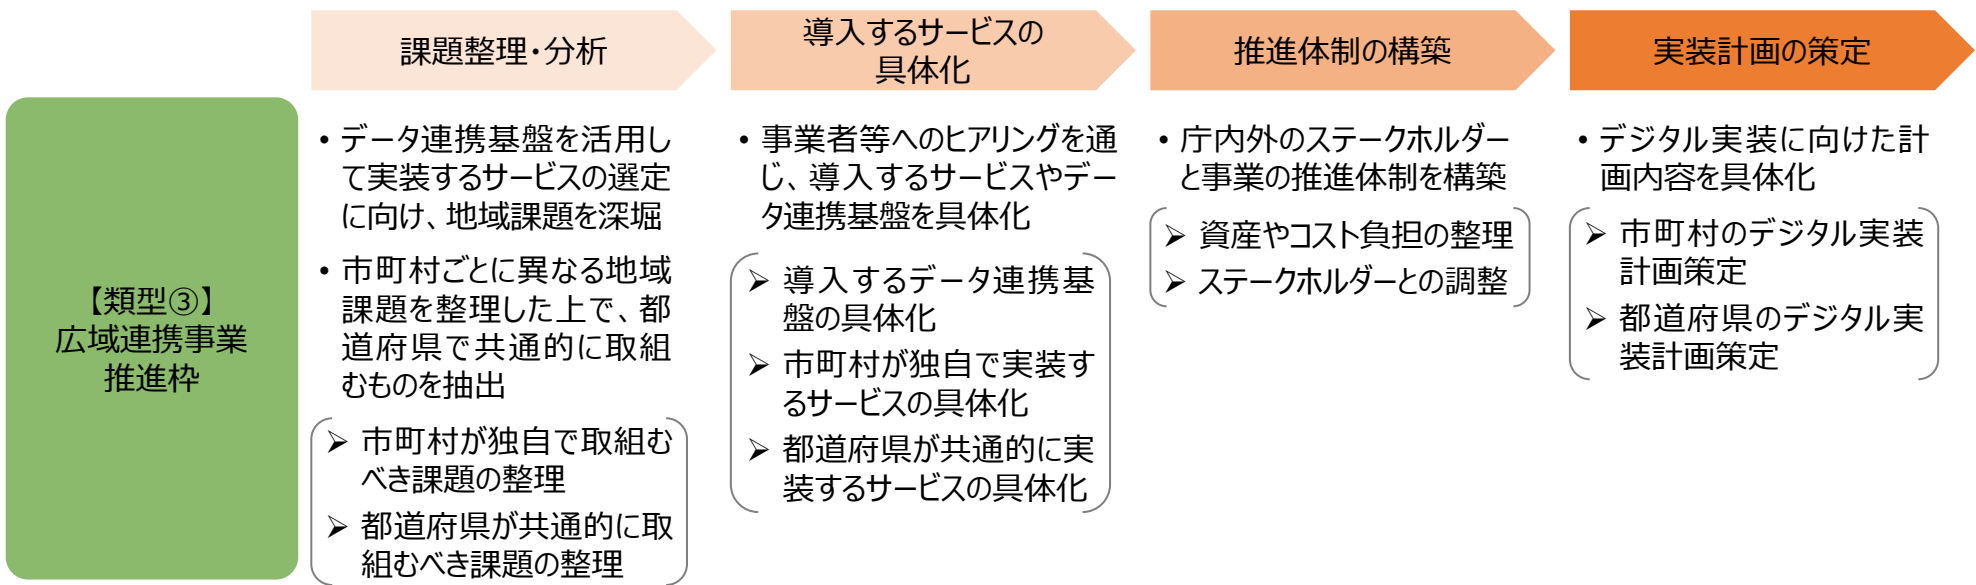 課題整理・分析
導入するサービスの
具体化
推進体制の構築
実装計画の策定
【類型③】
広域連携事業
推進枠
• データ連携基盤を活用し
て実装するサービスの選定
に向け、地域課題を深堀
• 市町村ごとに異なる地域
課題を整理した上で、都
道府県で共通的に取組
むものを抽出
➢ 市町村が独自で取組む
べき課題の整理
➢ 都道府県が共通的に取
組むべき課題の整理
• 事業者等へのヒアリングを通
じ、導入するサービスやデー
タ連携基盤を具体化
➢ 導入するデータ連携基
盤の具体化
➢ 市町村が独自で実装す
るサービスの具体化
➢ 都道府県が共通的に実
装するサービスの具体化
• 庁内外のステークホルダー
と事業の推進体制を構築
➢ 資産やコスト負担の整理
➢ ステークホルダーとの調整
• デジタル実装に向けた計
画内容を具体化
➢ 市町村のデジタル実装
計画策定
➢ 都道府県のデジタル実
装計画策定